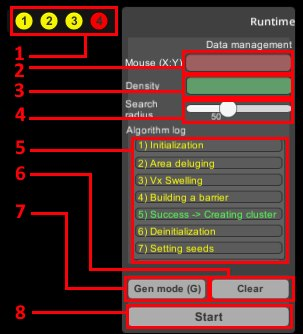 1 2 3 4
Runtime
1
Data management
2 Mouse (X;Y)
3 Density
4 Search radius 50
Algorithm log
5 1) Initialization
2) Area deluging
6 3) Vx Swelling
4) Building a barrier
5) Success -> Creating cluster
6) Deinitialization
7) Setting seeds
7 Gen mode (G) Clear
8 Start